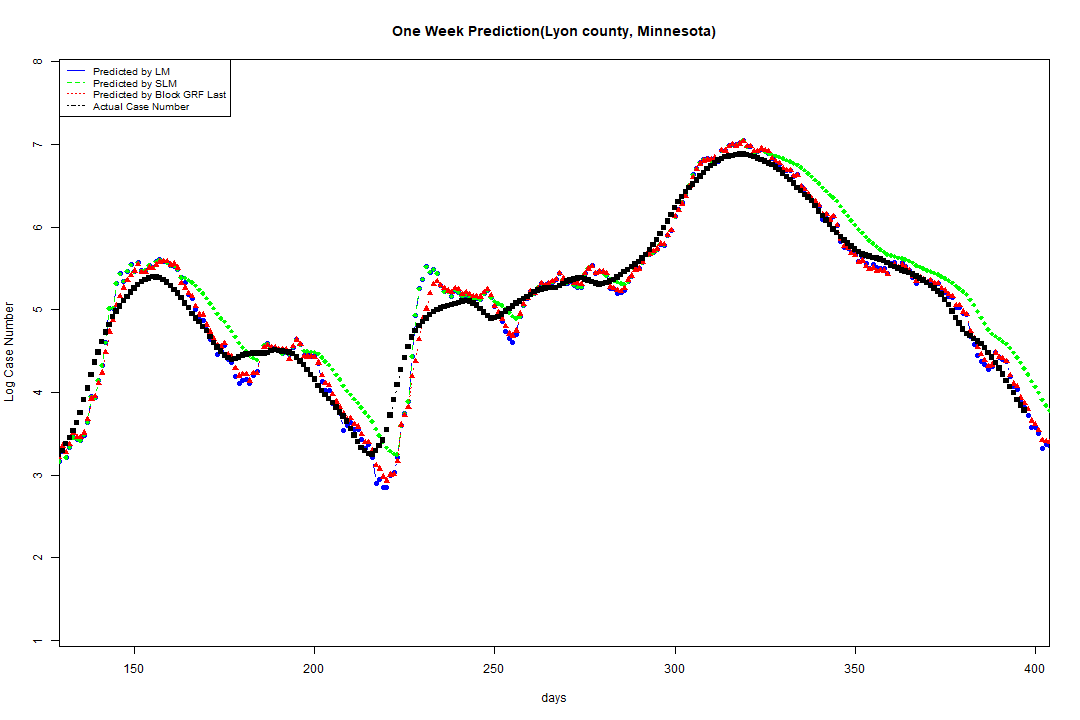 One Week Prediction(Lyon county, Minnesota)
Predicted by LM
Predicted by SLM
Predicted by Block GRF Last
Actual Case Number
8
7
6
5
4
3
2
1
Log Case Number
150 200 250 300 350 400
days